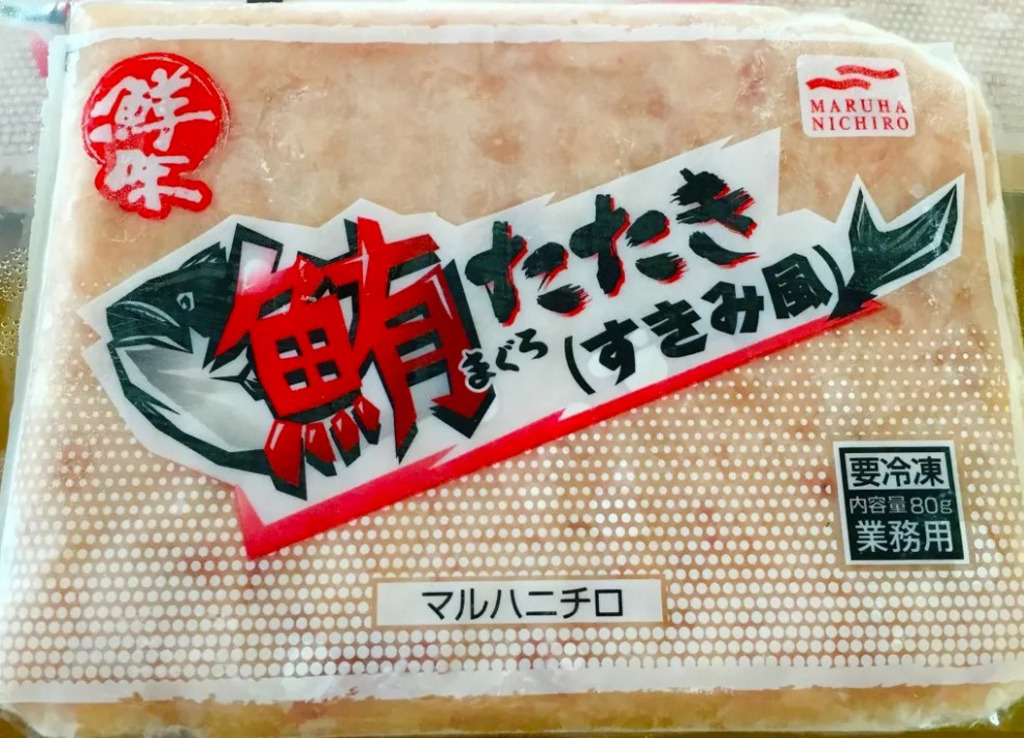 鮮味
MARUHA
NICHIRO
鮪たたき
まぐろ
(すきみ風)
要冷凍
内容量80g
業務用
マルハニチロ